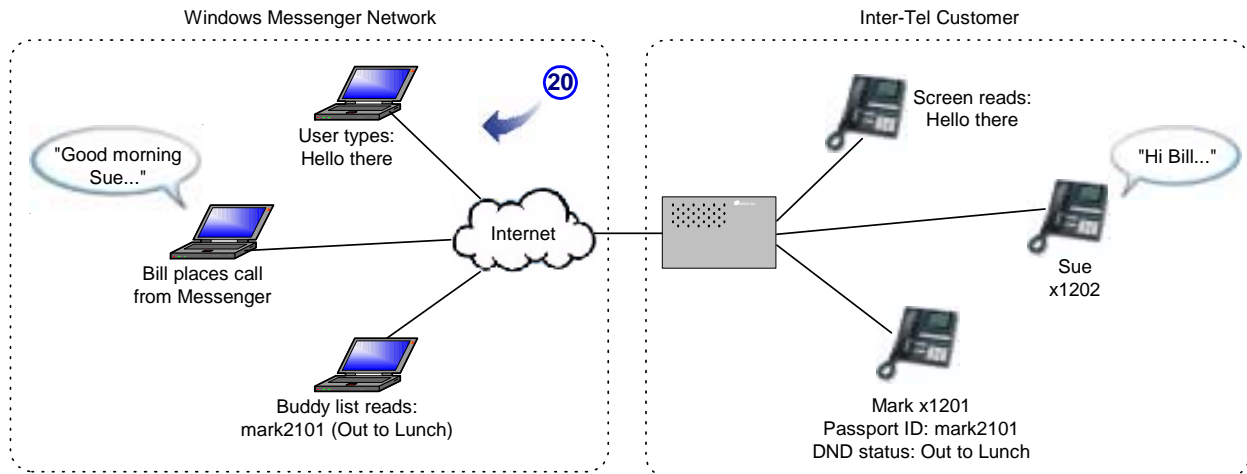 Windows Messenger Network
Inter-Tel Customer
20
User types:
Hello there
"Good morning
Sue..."
Bill places call
from Messenger
Internet
Buddy list reads:
mark2101 (Out to Lunch)
Screen reads:
Hello there
"Hi Bill..."
Sue
x1202
Mark x1201
Passport ID: mark2101
DND status: Out to Lunch